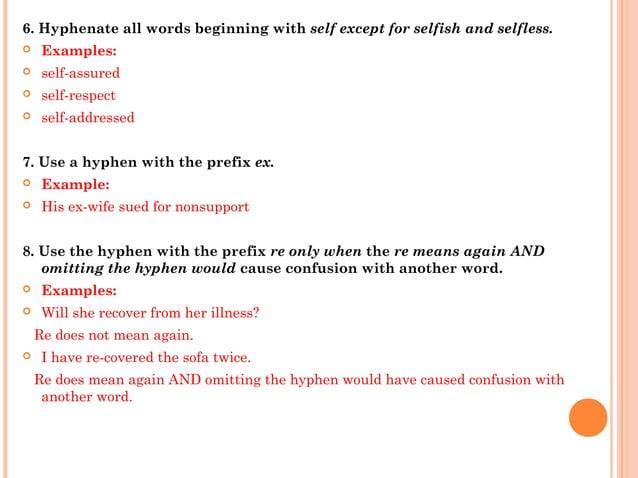 6. Hyphenate all words beginning with self except for selfish and selfless.
Examples:
self-assured
self-respect
self-addressed
7. Use a hyphen with the prefix ex.
Example:
His ex-wife sued for nonsupport
8. Use the hyphen with the prefix re only when the re means again AND
omitting the hyphen would cause confusion with another word.
Examples:
Will she recover from her illness?
Re does not mean again.
I have re-covered the sofa twice.
Re does mean again AND omitting the hyphen would have caused confusion with
another word.